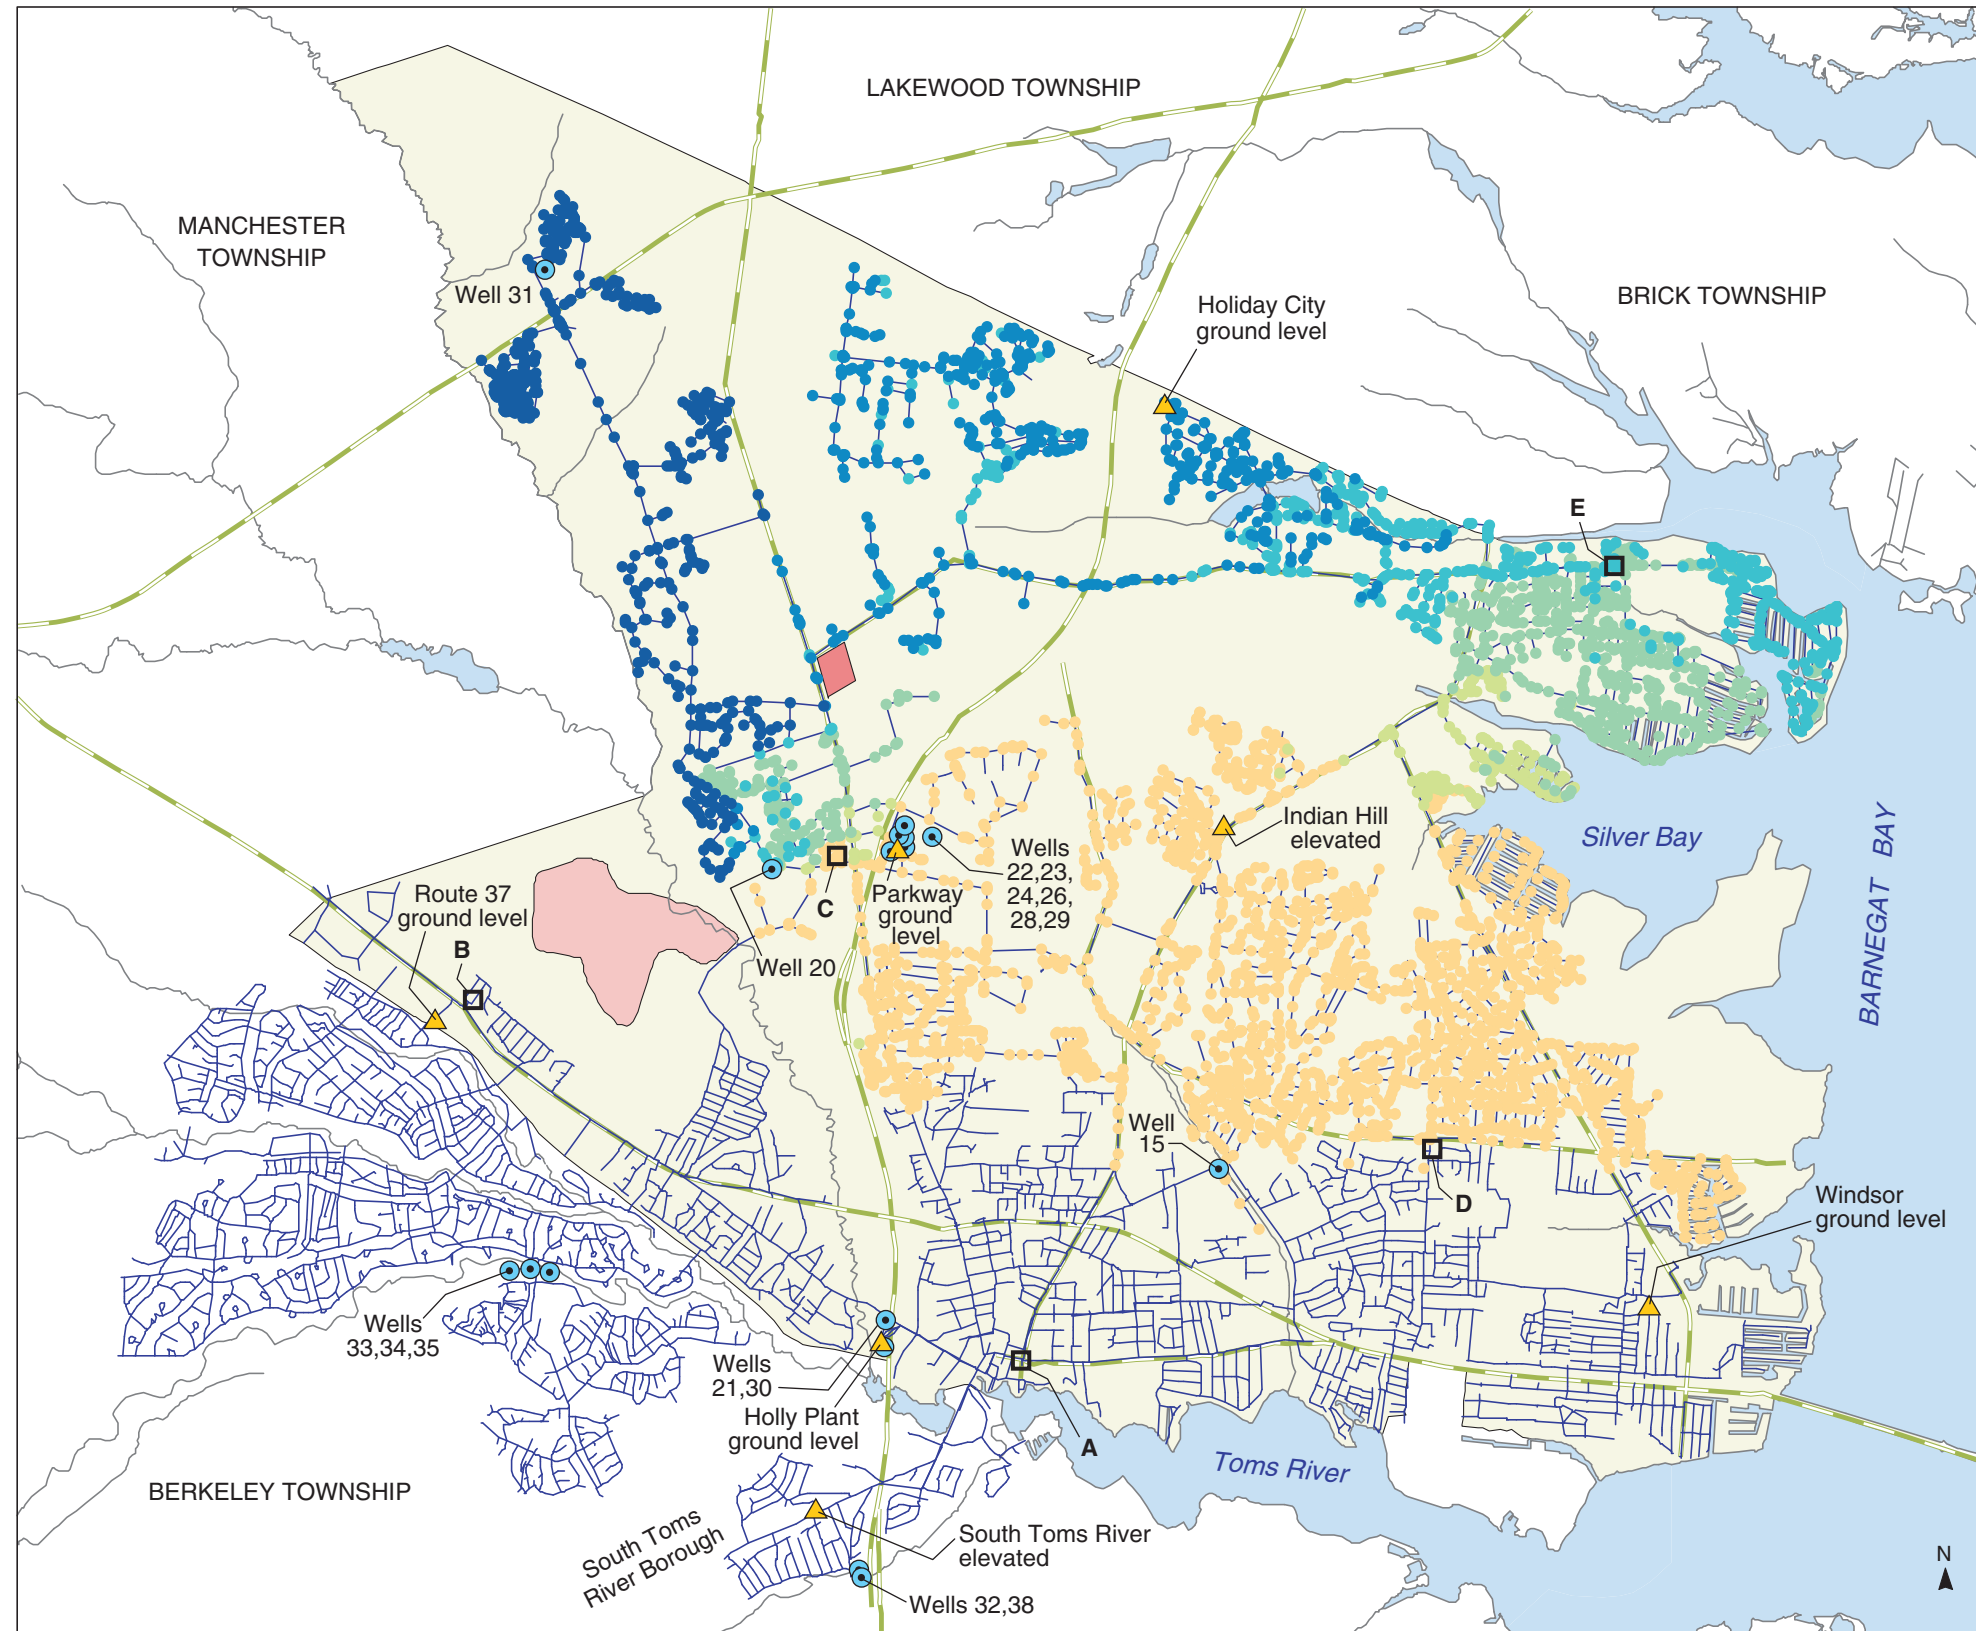 LAKEWOOD TOWNSHIP
MANCHESTER
TOWNSHIP
Well 31
Holiday City
ground level
BRICK TOWNSHIP
E
Indian Hill
elevated
Silver Bay
BARNEGAT BAY
Wells
22,23,
24,26,
28,29
Parkway
ground
level
C
Route 37
ground level
B
Well 20
Well
15
D
Windsor
ground level
Wells
33,34,35
Wells
21,30
Holly Plant
ground level
A
Toms River
BERKELEY TOWNSHIP
South Toms
River Borough
South Toms River
elevated
Wells 32,38
N